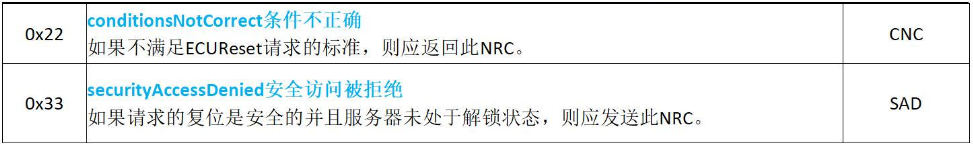 conditionsNotCorrect条件不正确
0x22
如果不满足ECUReset请求的标准，则应返回此NRC。
CNC
securityAccessDenied安全访问被拒绝
0x33
如果请求的复位是安全的并且服务器未处于解锁状态，则应发送此NRC。
SAD